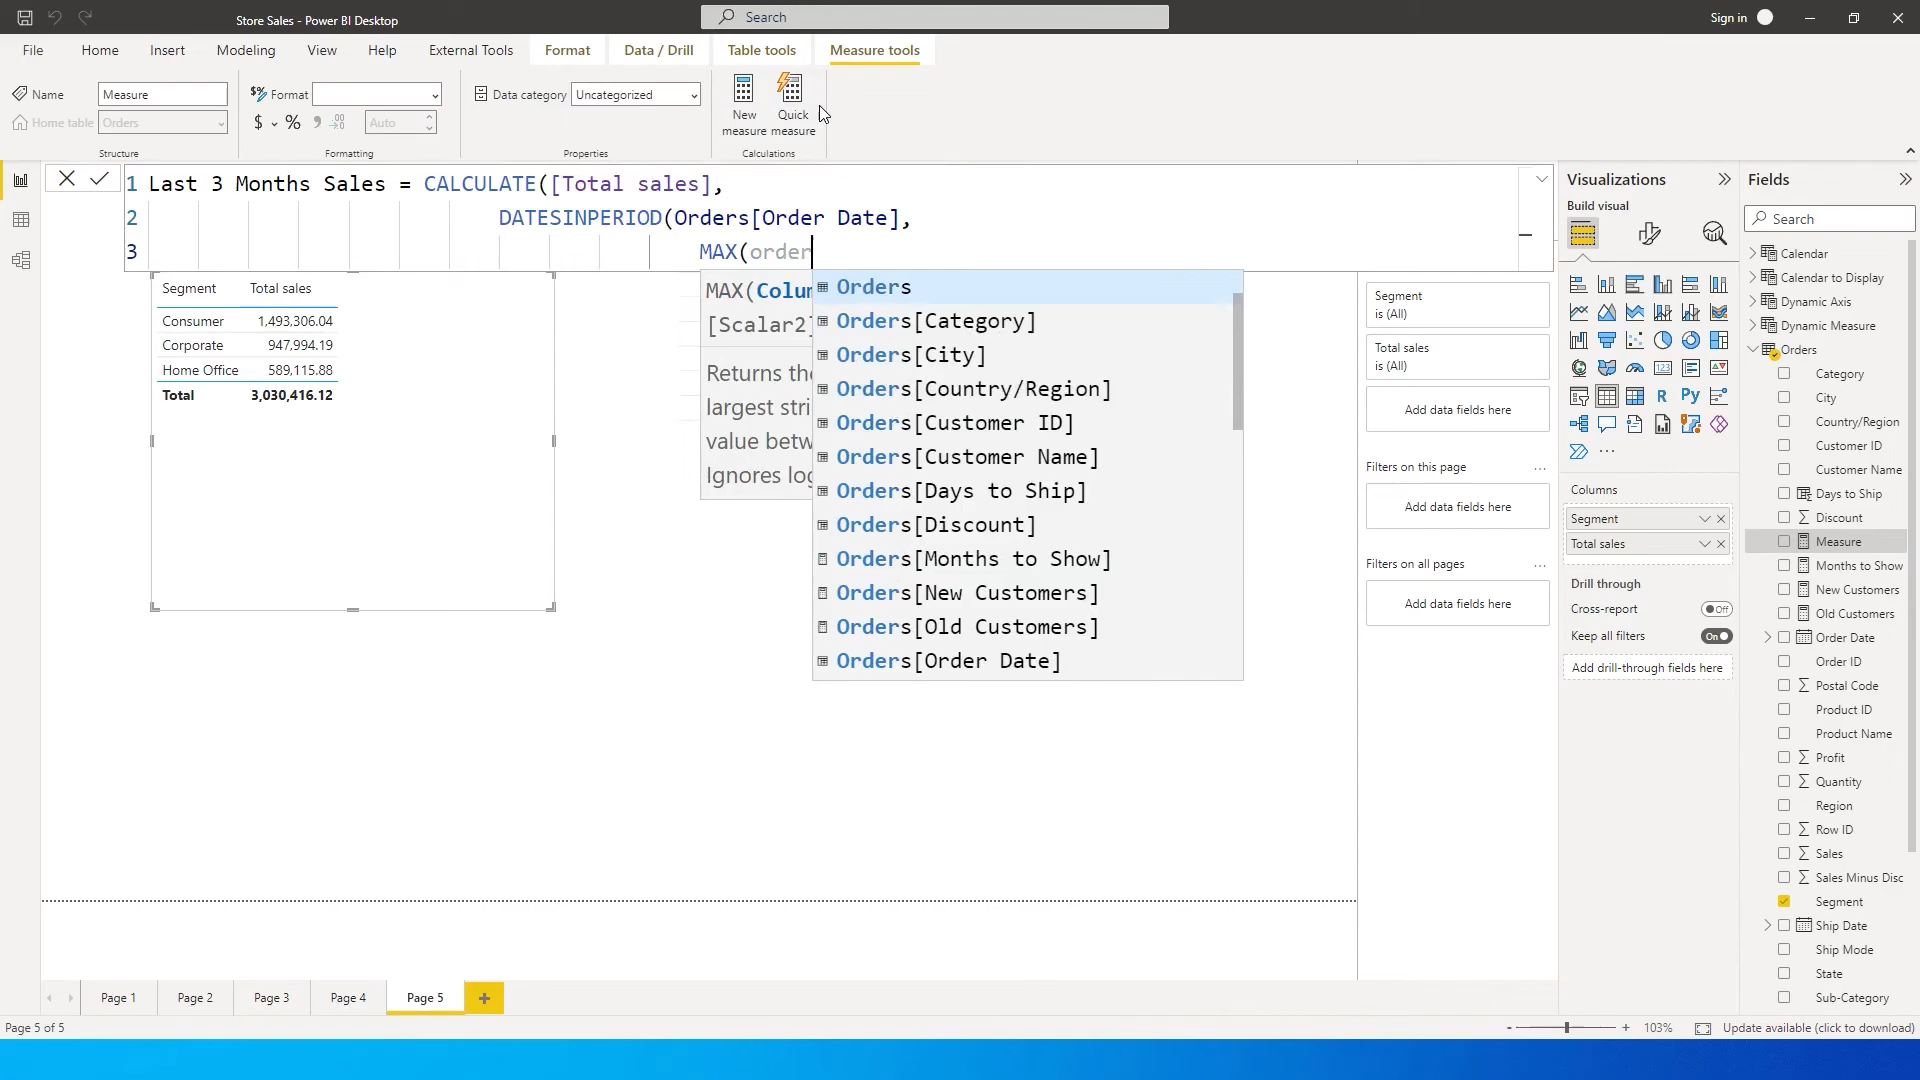 Store Sales - Power BI Desktop
Search
Sign in
File
Home
Insert
Modeling
View
Help
External Tools
Format
Data / Drill
Table tools
Measure tools
Name
Measure
Home table
Orders
Structure
Format
$
%
Auto
Formatting
Data category
Uncategorized
Properties
New measure
Quick measure
Calculations
1 Last 3 Months Sales = CALCULATE([Total sales],
2 DATESINPERIOD(Orders[Order Date],
3 MAX(order
MAX(Colum
[Scalar2]
Returns the
largest stri
value betw
Ignores log
Orders
Orders[Category]
Orders[City]
Orders[Country/Region]
Orders[Customer ID]
Orders[Customer Name]
Orders[Days to Ship]
Orders[Discount]
Orders[Months to Show]
Orders[New Customers]
Orders[Old Customers]
Orders[Order Date]
Segment Total sales
Consumer 1,493,306.04
Corporate 947,994.19
Home Office 589,115.88
Total 3,030,416.12
Segment
is (All)
Total sales
is (All)
Add data fields here
Filters on this page
...
Add data fields here
Filters on all pages
...
Add data fields here
Visualizations
Build visual
R
Py
123
...
Columns
Segment
Total sales
Drill through
Cross-report
Off
Keep all filters
On
Add drill-through fields here
Fields
Search
Calendar
Calendar to Display
Dynamic Axis
Dynamic Measure
Orders
Category
City
Country/Region
Customer ID
Customer Name
Days to Ship
Discount
Measure
Months to Show
New Customers
Old Customers
Order Date
Order ID
Postal Code
Product ID
Product Name
Profit
Quantity
Region
Row ID
Sales
Sales Minus Disc
Segment
Ship Date
Ship Mode
State
Sub-Category
Page 1
Page 2
Page 3
Page 4
Page 5
+
Page 5 of 5
- + 103%
Update available (click to download)